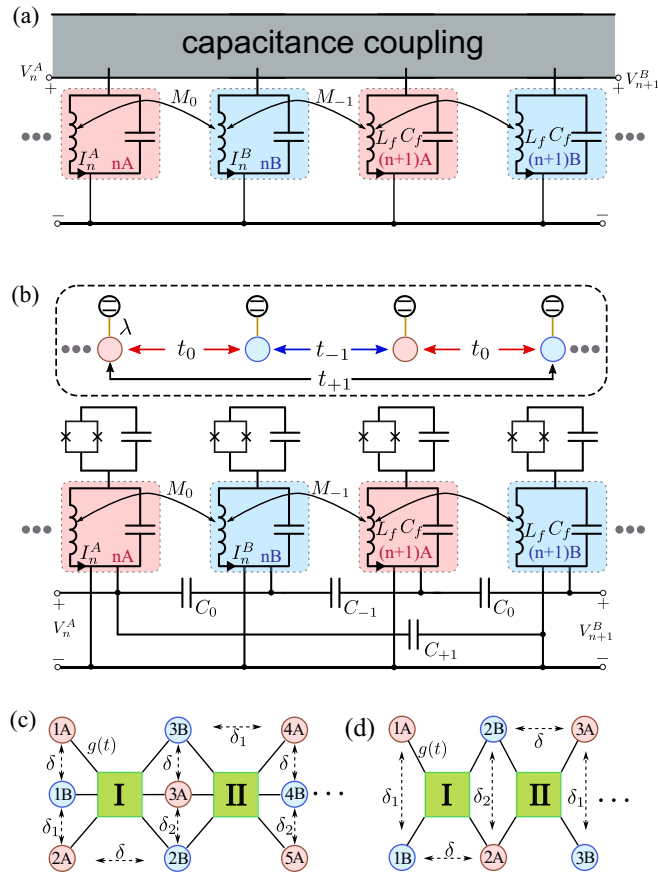 (a)
capacitance coupling
V_n^A V_{n+1}^B
+ +
M_0 M_{-1}
I_n^A nA I_n^B nB L_f C_f (n+1)A L_f C_f (n+1)B
− −
(b)
λ
t_0 t_{-1} t_0
t_{+1}
M_0 M_{-1}
I_n^A nA I_n^B nB L_f C_f (n+1)A L_f C_f (n+1)B
+ C_0 C_{-1} C_0 +
V_n^A C_{+1} V_{n+1}^B
− −
(c)
1A 3B δ_1 4A
δ g(t) δ δ
1B I 3A II 4B
δ_1 δ_2 δ_2
2A δ 2B 5A
(d)
1A 2B δ 3A
g(t)
δ_1 I δ_2 II δ_1
1B δ 2A 3B